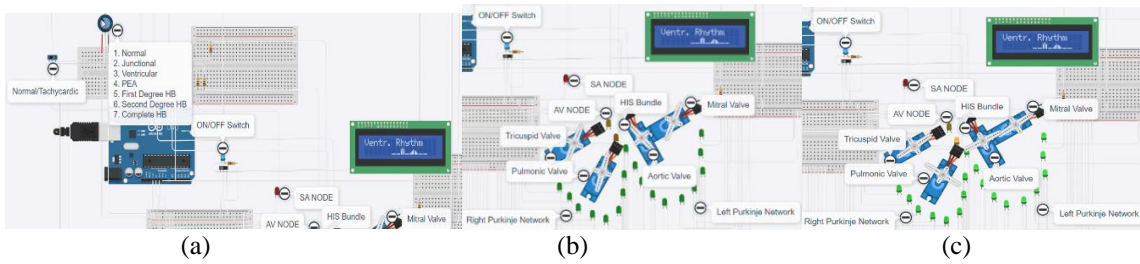 1. Normal
2. Junctional
3. Ventricular
4. PEA
5. First Degree HB
6. Second Degree HB
7. Complete HB
Normal/Tachycardic
ON/OFF Switch
Ventr. Rhythm
SA NODE
AV NODE
HIS Bundle
Mitral Valve
(a)
ON/OFF Switch
Ventr. Rhythm
SA NODE
AV NODE
HIS Bundle
Mitral Valve
Tricuspid Valve
Pulmonic Valve
Aortic Valve
Right Purkinje Network
Left Purkinje Network
(b)
ON/OFF Switch
Ventr. Rhythm
SA NODE
AV NODE
HIS Bundle
Mitral Valve
Tricuspid Valve
Pulmonic Valve
Aortic Valve
Right Purkinje Network
Left Purkinje Network
(c)